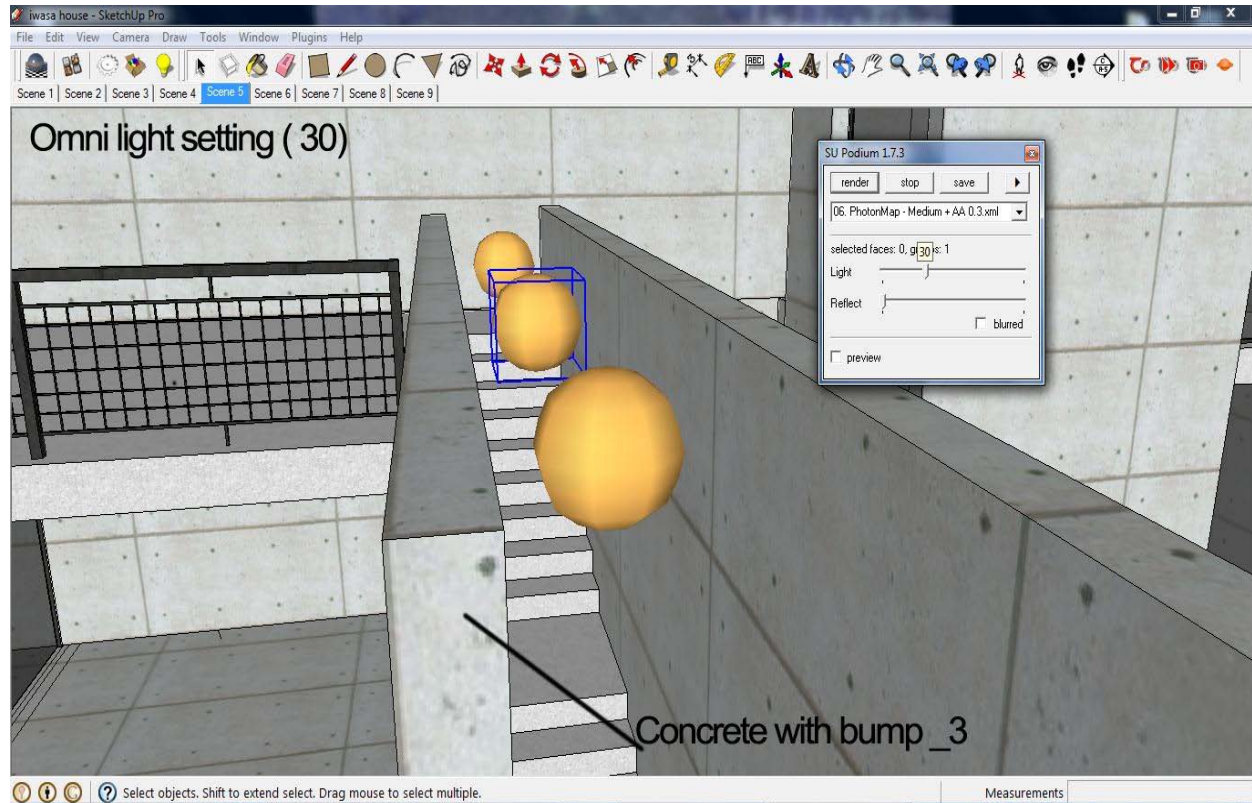 iwasa house - SketchUp Pro
File Edit View Camera Draw Tools Window Plugins Help
ABC
Scene 1 Scene 2 Scene 3 Scene 4 Scene 5 Scene 6 Scene 7 Scene 8 Scene 9
Omni light setting ( 30)
SU Podium 1.7.3
render stop save
06. PhotonMap - Medium + AA 0.3.xml
selected faces: 0, 30 s: 1
Light
Reflect
blurred
preview
Concrete with bump _3
Select objects. Shift to extend select. Drag mouse to select multiple.
Measurements